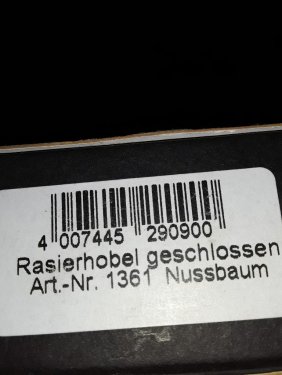 4 007445 290900
Rasierhobel geschlossen
Art.-Nr. 1361 Nussbaum